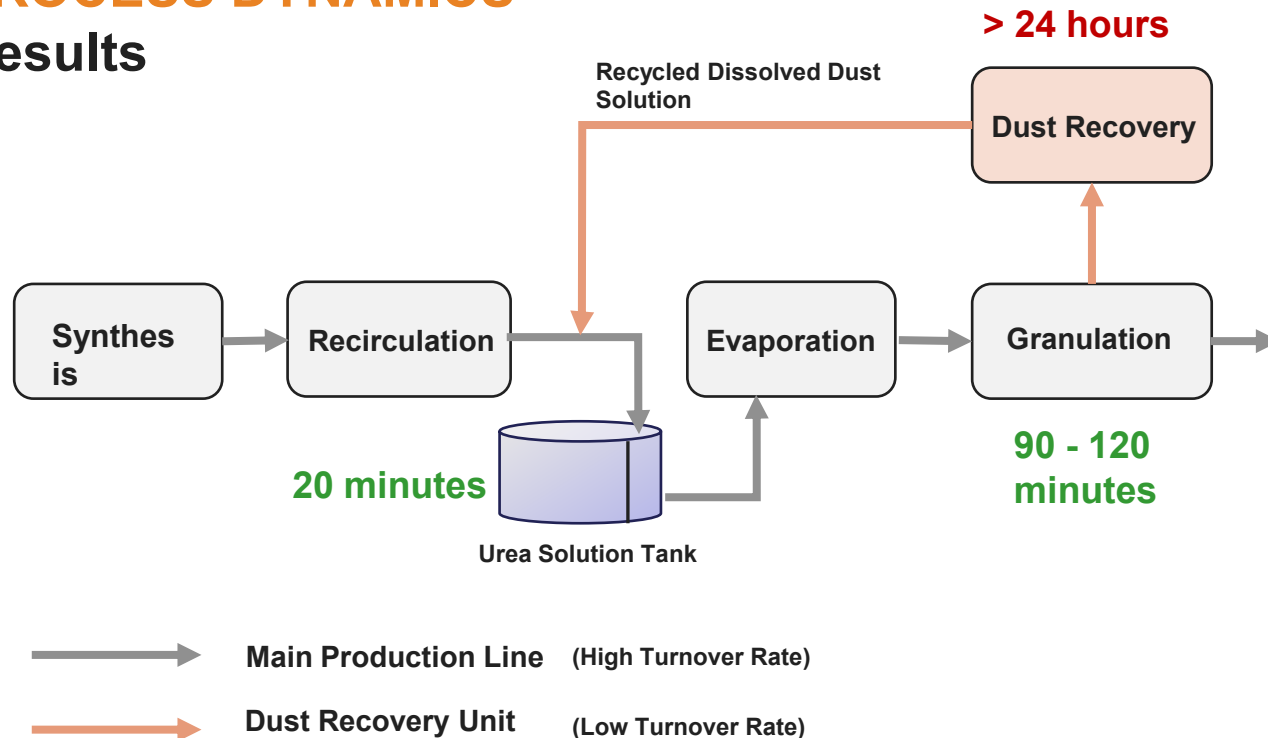 esults
> 24 hours
Recycled Dissolved Dust
Solution
Dust Recovery
Synthes
is
Recirculation
Evaporation
Granulation
20 minutes
90 - 120
minutes
Urea Solution Tank
Main Production Line (High Turnover Rate)
Dust Recovery Unit (Low Turnover Rate)